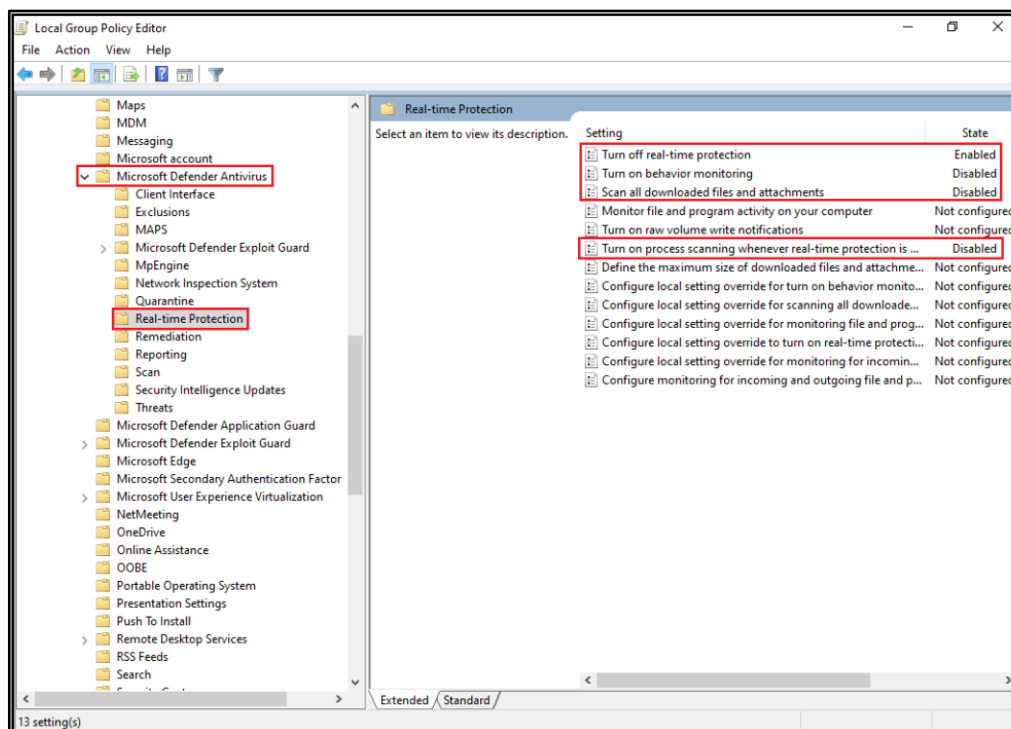 Local Group Policy Editor
File Action View Help
Maps
MDM
Messaging
Microsoft account
Microsoft Defender Antivirus
Client Interface
Exclusions
MAPS
Microsoft Defender Exploit Guard
MpEngine
Network Inspection System
Quarantine
Real-time Protection
Remediation
Reporting
Scan
Security Intelligence Updates
Threats
Microsoft Defender Application Guard
Microsoft Defender Exploit Guard
Microsoft Edge
Microsoft Secondary Authentication Factor
Microsoft User Experience Virtualization
NetMeeting
OneDrive
Online Assistance
OOBE
Portable Operating System
Presentation Settings
Push To Install
Remote Desktop Services
RSS Feeds
Search
Real-time Protection
Select an item to view its description.
Setting State
Turn off real-time protection Enabled
Turn on behavior monitoring Disabled
Scan all downloaded files and attachments Disabled
Monitor file and program activity on your computer Not configured
Turn on raw volume write notifications Not configured
Turn on process scanning whenever real-time protection is ... Disabled
Define the maximum size of downloaded files and attachme... Not configured
Configure local setting override for turn on behavior monito... Not configured
Configure local setting override for scanning all downloade... Not configured
Configure local setting override for monitoring file and prog... Not configured
Configure local setting override to turn on real-time protecti... Not configured
Configure local setting override for monitoring for incomin... Not configured
Configure monitoring for incoming and outgoing file and p... Not configured
Extended Standard
13 setting(s)